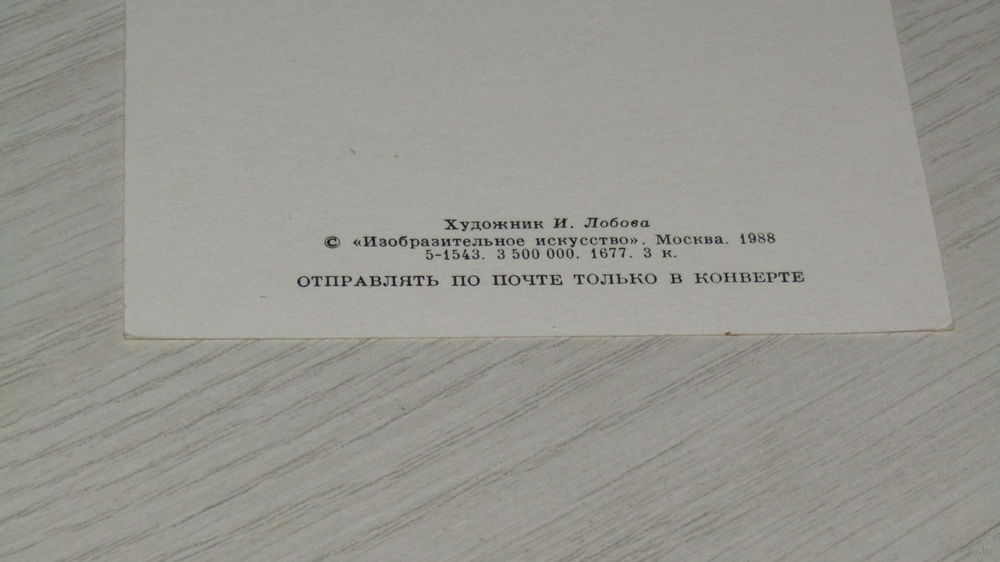 Художник И. Лобова
© «Изобразительное искусство». Москва. 1988
5-1543. 3 500 000. 1677. 3 к.
ОТПРАВЛЯТЬ ПО ПОЧТЕ ТОЛЬКО В КОНВЕРТЕ